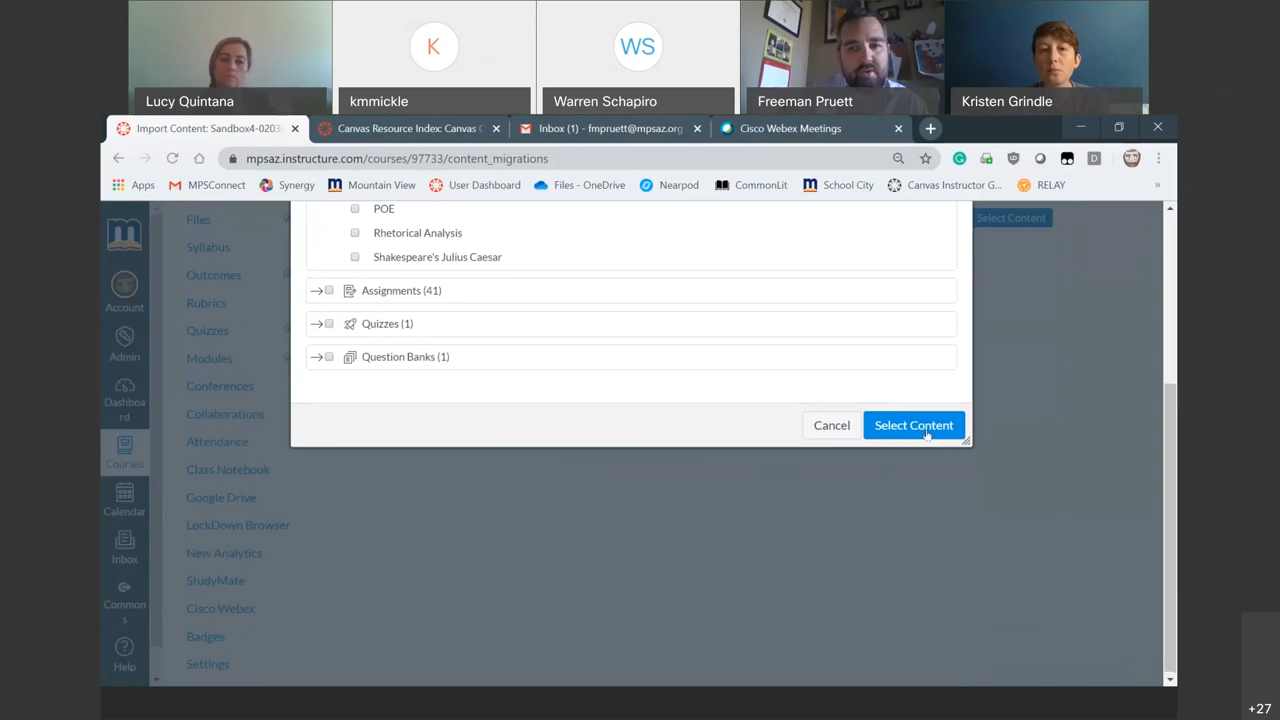 Lucy Quintana
K
kmmickle
WS
Warren Schapiro
Freeman Pruett
Kristen Grindle
Import Content: Sandbox4-0203
Canvas Resource Index: Canvas C
Inbox (1) - fmpruett@mpsaz.org
Cisco Webex Meetings
mpsaz.instructure.com/courses/97733/content_migrations
Apps
MPSConnect
Synergy
Mountain View
User Dashboard
Files - OneDrive
Nearpod
CommonLit
School City
Canvas Instructor G...
RELAY
Account
Admin
Dashboa
rd
Courses
Calendar
Inbox
Common
s
Help
Files
Syllabus
Outcomes
Rubrics
Quizzes
Modules
Conferences
Collaborations
Attendance
Class Notebook
Google Drive
LockDown Browser
New Analytics
StudyMate
Cisco Webex
Badges
Settings
POE
Rhetorical Analysis
Shakespeare's Julius Caesar
Assignments (41)
Quizzes (1)
Question Banks (1)
Cancel
Select Content
Select Content
+27